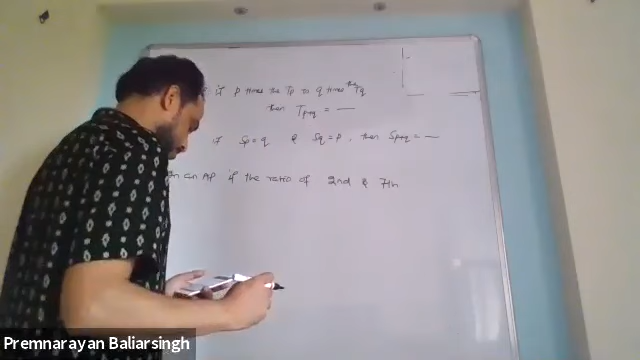 if p times the Tp is q times the Tq
then Tp+q = —
if Sp = q & Sq = p, then Sp+q = —
In an AP if the ratio of 2nd & 7th
Premnarayan Baliarsingh